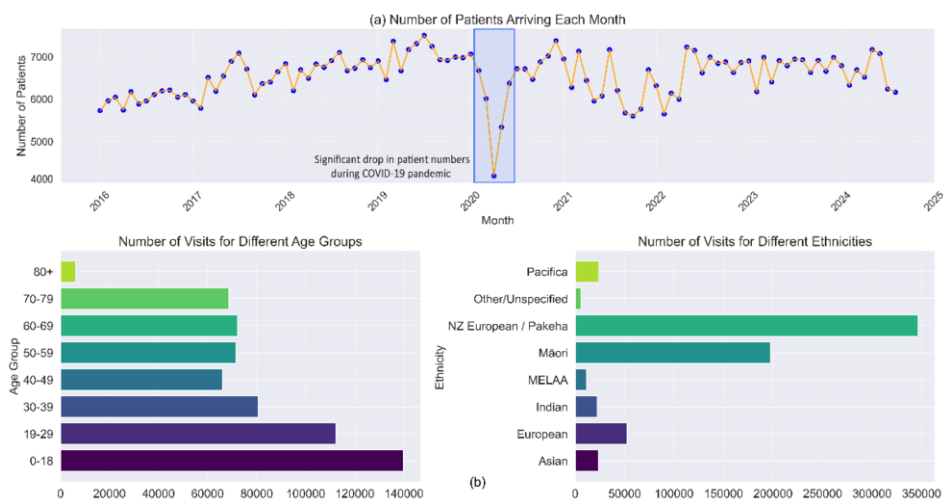 (a) Number of Patients Arriving Each Month
Number of Patients
7000
6000
5000
4000
Significant drop in patient numbers
during COVID-19 pandemic
2016
2017
2018
2019
2020
2021
2022
2023
2024
2025
Month
Number of Visits for Different Age Groups
Age Group
80+
70-79
60-69
50-59
40-49
30-39
19-29
0-18
0
20000
40000
60000
80000
100000
120000
140000
(b)
Number of Visits for Different Ethnicities
Ethnicity
Pacifica
Other/Unspecified
NZ European / Pakeha
Māori
MELAA
Indian
European
Asian
0
50000
100000
150000
200000
250000
300000
350000